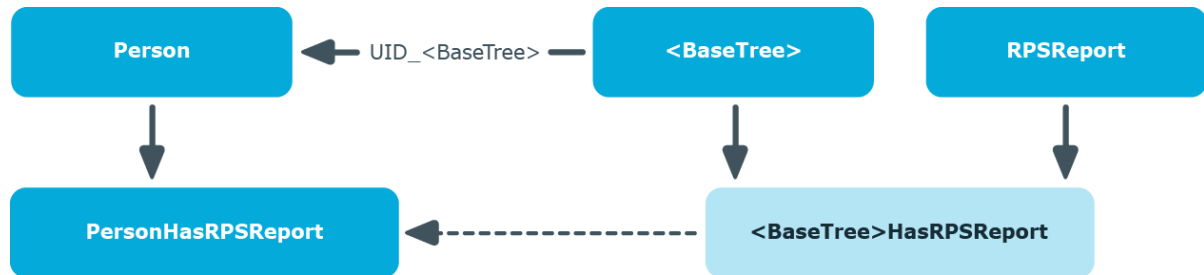 Person
UID_<BaseTree>
<BaseTree>
RPSReport
PersonHasRPSReport
<BaseTree>HasRPSReport